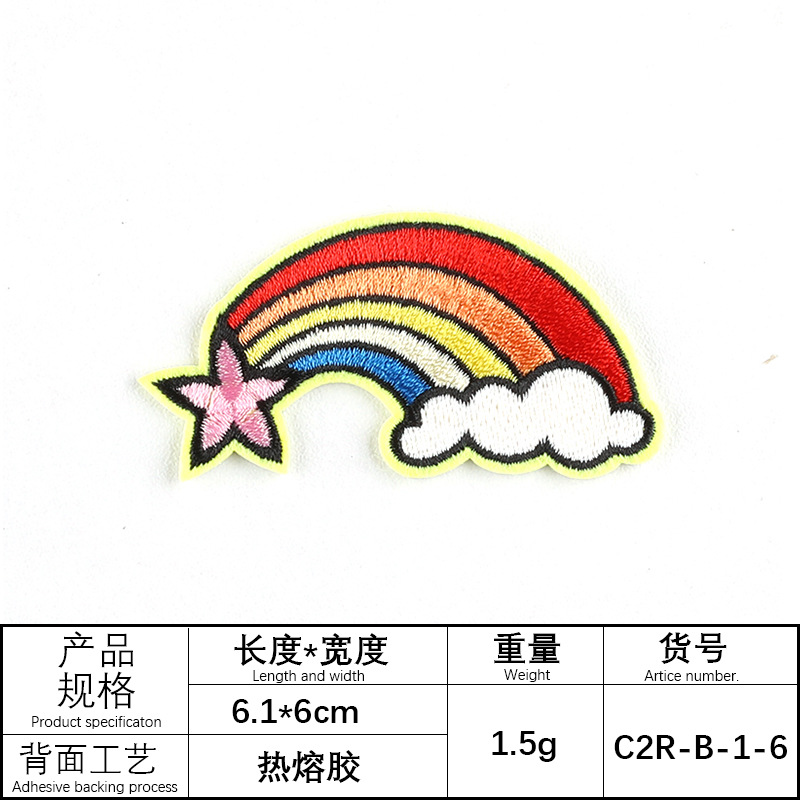 产品
规格
Product specificaton
长度*宽度
Length and width
重量
Weight
货号
Artice number.
6.1*6cm
1.5g
C2R-B-1-6
背面工艺
Adhesive backing process
热熔胶